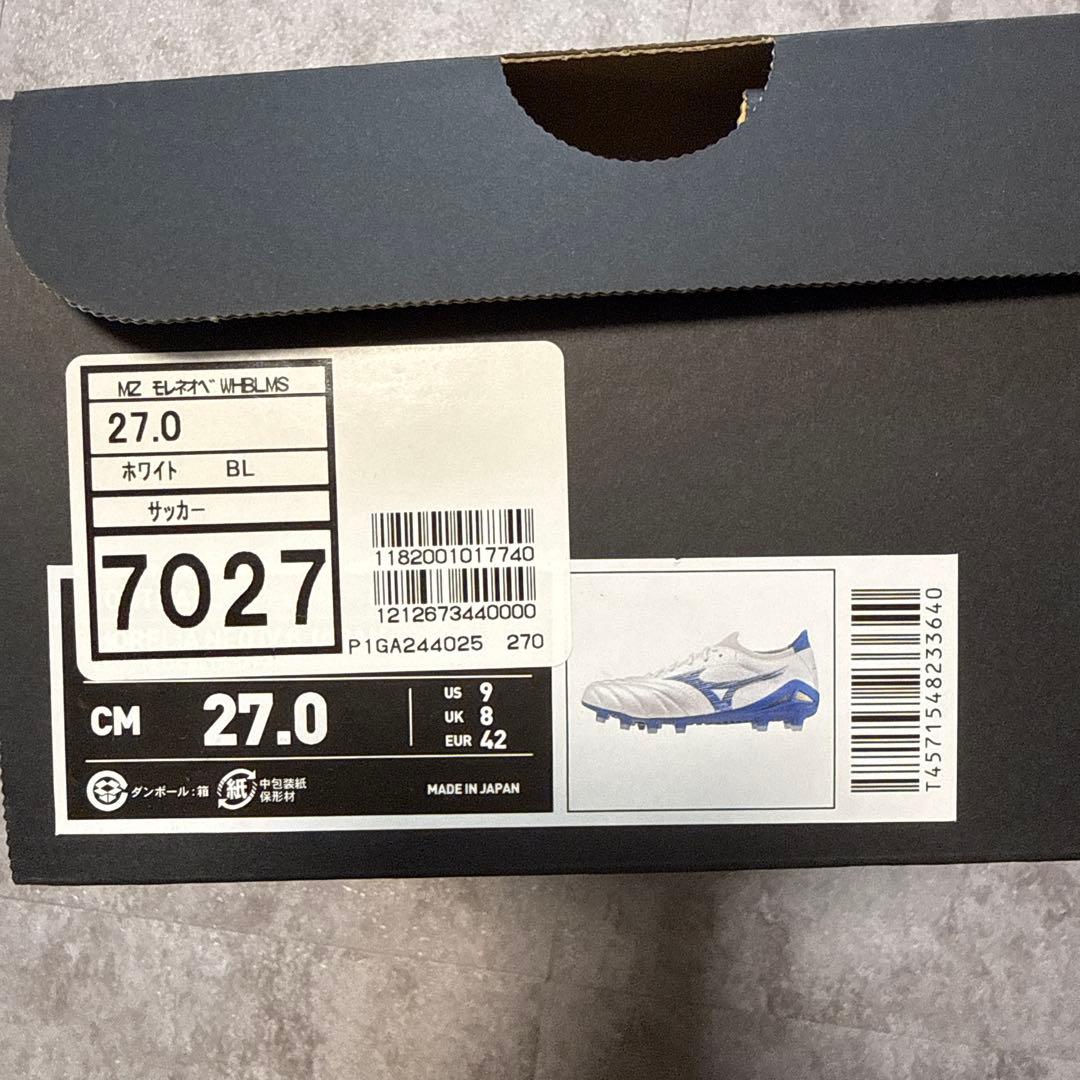 MZ モレネオベ WHBLMS
27.0
ホワイト BL
サッカー
7027
1182001017740
1212673440000
P1GA244025 270
CM 27.0
US 9
UK 8
EUR 42
ダンボール:箱
紙
中包装紙
保形材
MADE IN JAPAN
T4571548233640